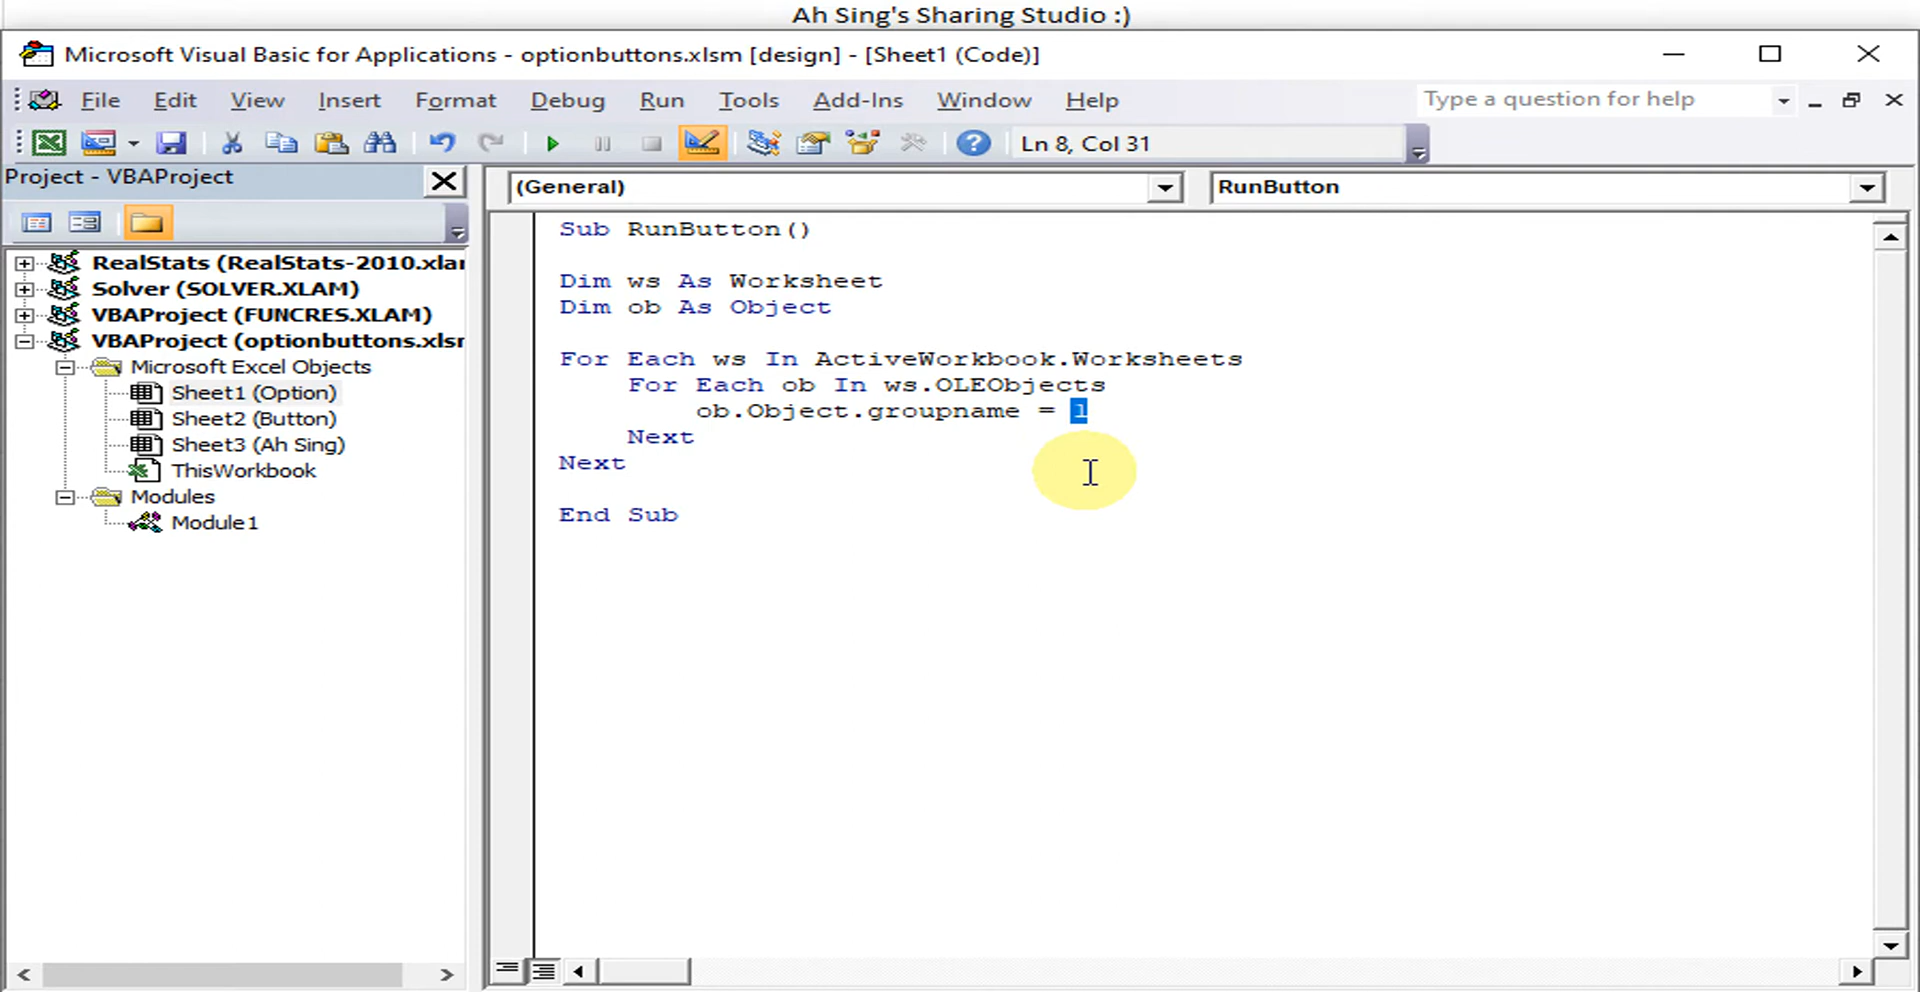 Ah Sing's Sharing Studio :)
Microsoft Visual Basic for Applications - optionbuttons.xlsm [design] - [Sheet1 (Code)]
File Edit View Insert Format Debug Run Tools Add-Ins Window Help Type a question for help
Ln 8, Col 31
Project - VBAProject
(General) RunButton
RealStats (RealStats-2010.xlar
Solver (SOLVER.XLAM)
VBAProject (FUNCRES.XLAM)
VBAProject (optionbuttons.xlsr
Microsoft Excel Objects
Sheet1 (Option)
Sheet2 (Button)
Sheet3 (Ah Sing)
ThisWorkbook
Modules
Module1
Sub RunButton()
Dim ws As Worksheet
Dim ob As Object
For Each ws In ActiveWorkbook.Worksheets
For Each ob In ws.OLEObjects
ob.Object.groupname = 1
Next
Next
End Sub